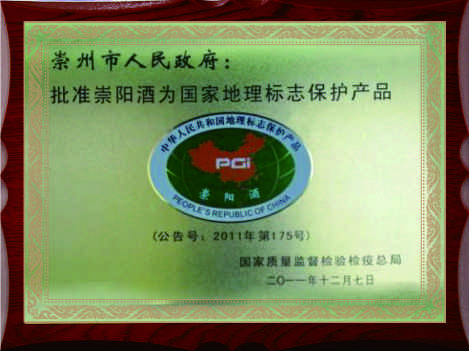 崇州市人民政府：
批准崇阳酒为国家地理标志保护产品
中华人民共和国地理标志保护产品
PGI
崇阳酒
PEOPLE'S REPUBLIC OF CHINA
(公告号：2011年第175号)
国家质量监督检验检疫总局
二〇一一年十二月七日